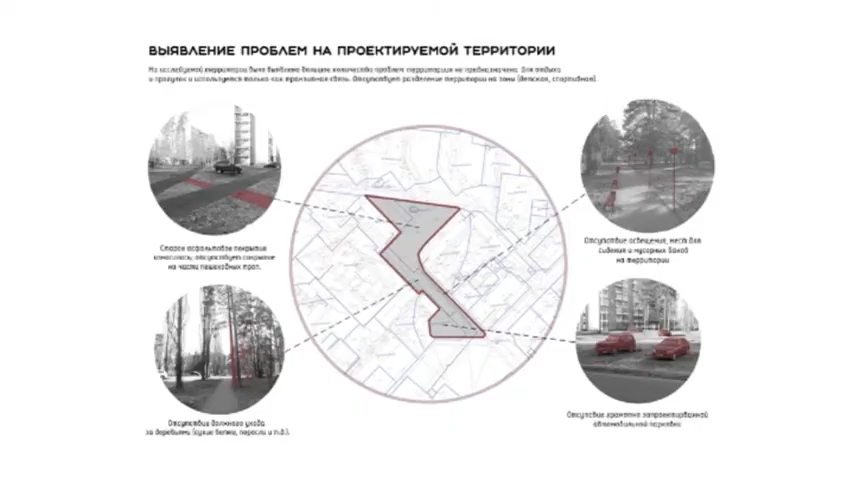 ВЫЯВЛЕНИЕ ПРОБЛЕМ НА ПРОЕКТИРУЕМОЙ ТЕРРИТОРИИ
На исследуемой территории было выявлено большое количество проблем: территория не предназначена для отдыха
и прогулок и используется только как транзитная связь. Отсутствует разделение территории на зоны (детская, спортивная).
Старое асфальтовое покрытие
износилось, отсутствует покрытие
на части пешеходных троп.
Отсутствие освещения, мест для
сидения и мусорных баков
на территории
Отсутствие должного ухода
за деревьями (сухие ветки, поросли и т.д.).
Отсутствие грамотно запроектированной
автомобильной парковки